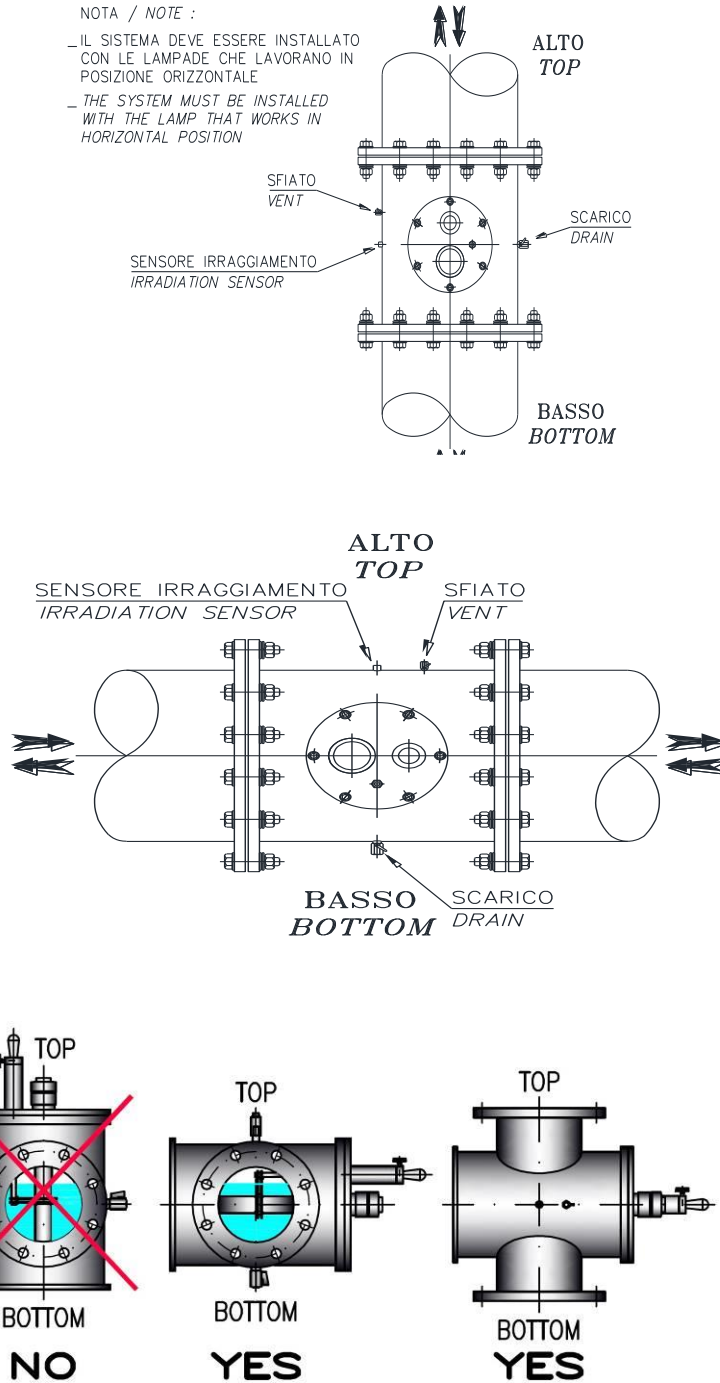 NOTA / NOTE :
_ IL SISTEMA DEVE ESSERE INSTALLATO
CON LE LAMPADE CHE LAVORANO IN
POSIZIONE ORIZZONTALE
_ THE SYSTEM MUST BE INSTALLED
WITH THE LAMP THAT WORKS IN
HORIZONTAL POSITION
ALTO
TOP
SFIATO
VENT
SCARICO
DRAIN
SENSORE IRRAGGIAMENTO
IRRADIATION SENSOR
BASSO
BOTTOM
ALTO
TOP
SENSORE IRRAGGIAMENTO
IRRADIATION SENSOR
SFIATO
VENT
BASSO
BOTTOM
SCARICO
DRAIN
TOP
TOP
TOP
BOTTOM
BOTTOM
BOTTOM
NO
YES
YES